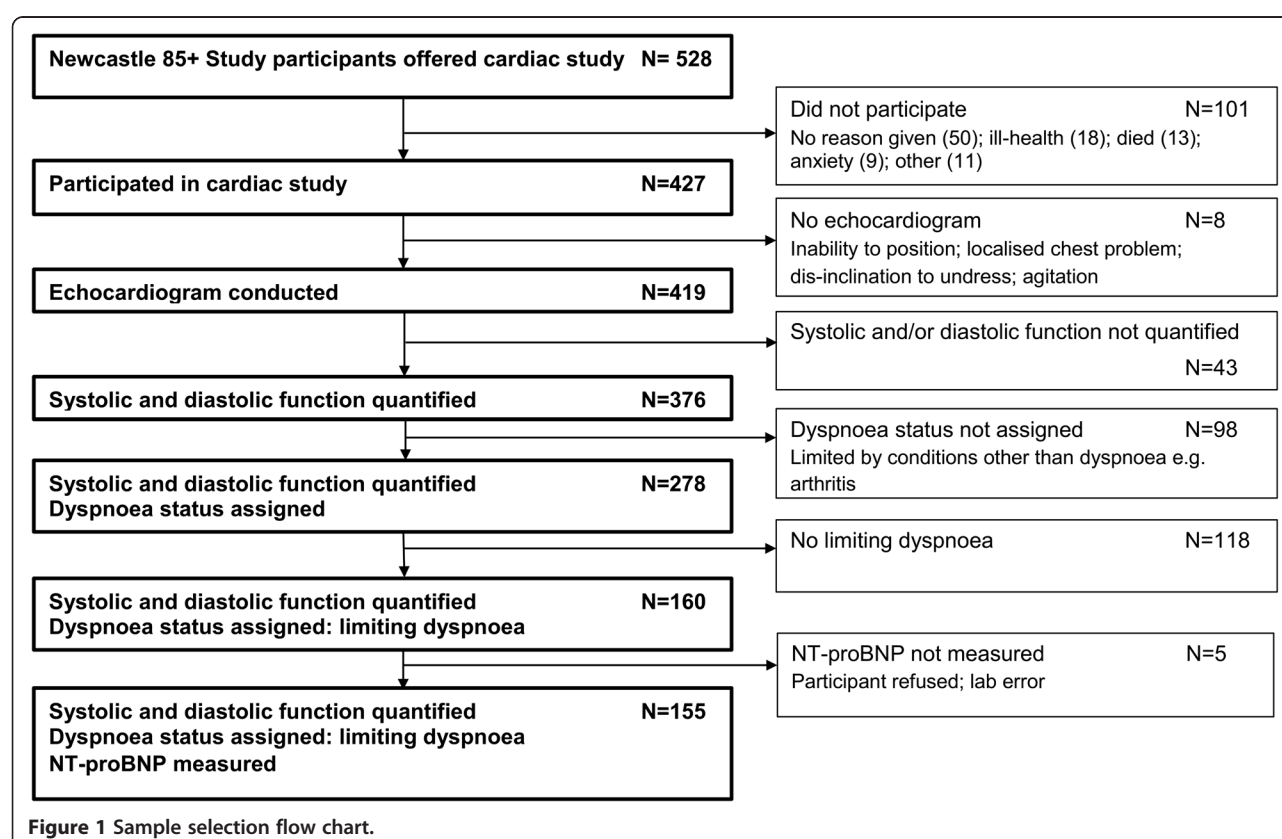 Newcastle 85+ Study participants offered cardiac study N= 528
Did not participate N=101
No reason given (50); ill-health (18); died (13);
anxiety (9); other (11)
Participated in cardiac study N=427
No echocardiogram N=8
Inability to position; localised chest problem;
dis-inclination to undress; agitation
Echocardiogram conducted N=419
Systolic and/or diastolic function not quantified
N=43
Systolic and diastolic function quantified N=376
Dyspnoea status not assigned N=98
Limited by conditions other than dyspnoea e.g.
arthritis
Systolic and diastolic function quantified N=278
Dyspnoea status assigned
No limiting dyspnoea N=118
Systolic and diastolic function quantified N=160
Dyspnoea status assigned: limiting dyspnoea
NT-proBNP not measured N=5
Participant refused; lab error
Systolic and diastolic function quantified N=155
Dyspnoea status assigned: limiting dyspnoea
NT-proBNP measured
Figure 1 Sample selection flow chart.